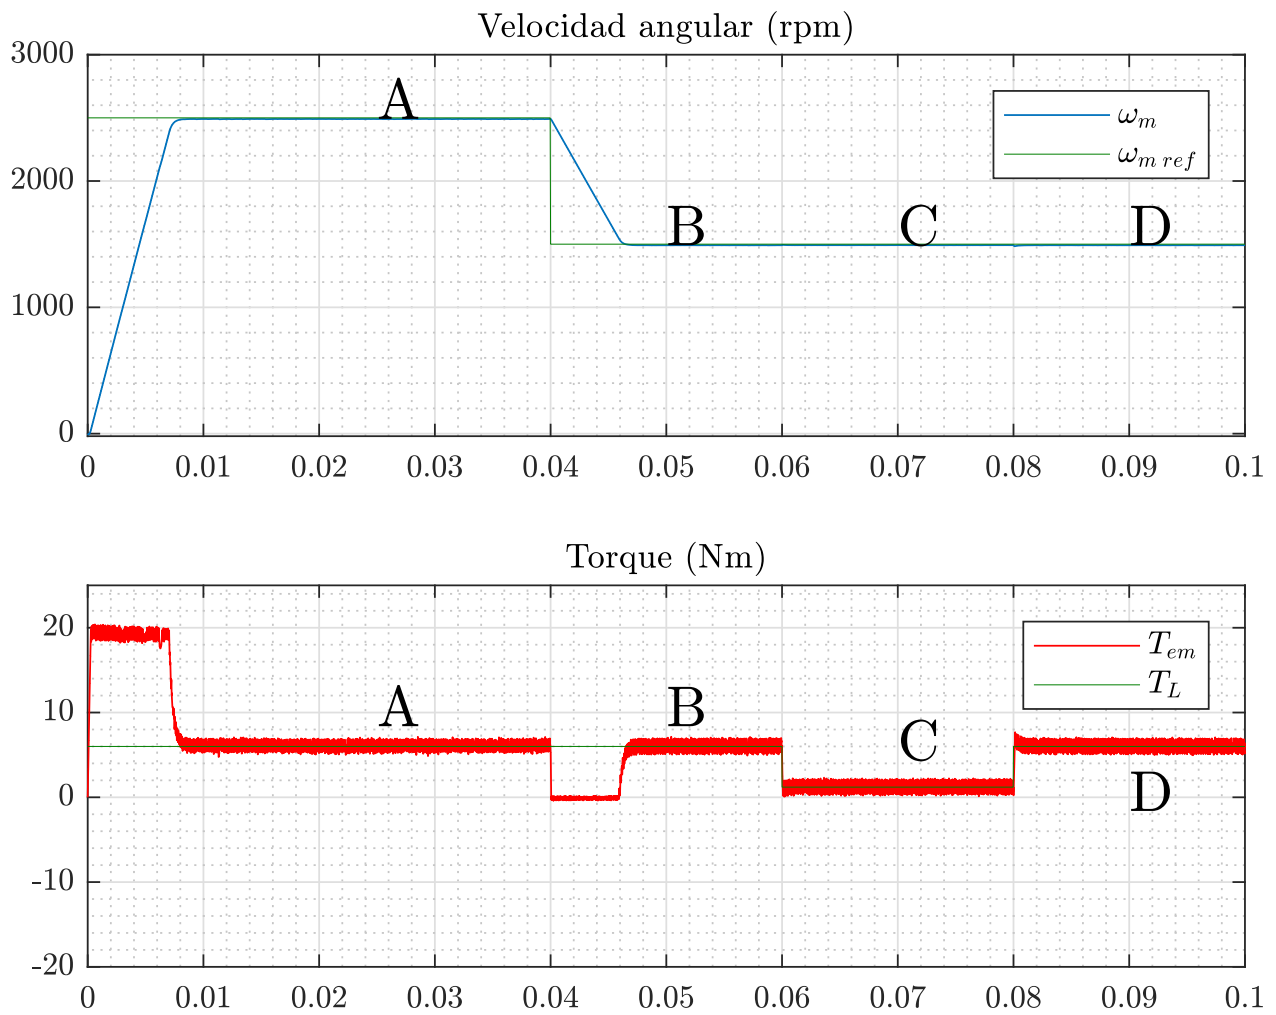 Velocidad angular (rpm)
3000
2000
1000
0
A
B
C
D
ω_m
ω_{m ref}
0 0.01 0.02 0.03 0.04 0.05 0.06 0.07 0.08 0.09 0.1
Torque (Nm)
20
10
0
-10
-20
A
B
C
D
T_{em}
T_L
0 0.01 0.02 0.03 0.04 0.05 0.06 0.07 0.08 0.09 0.1